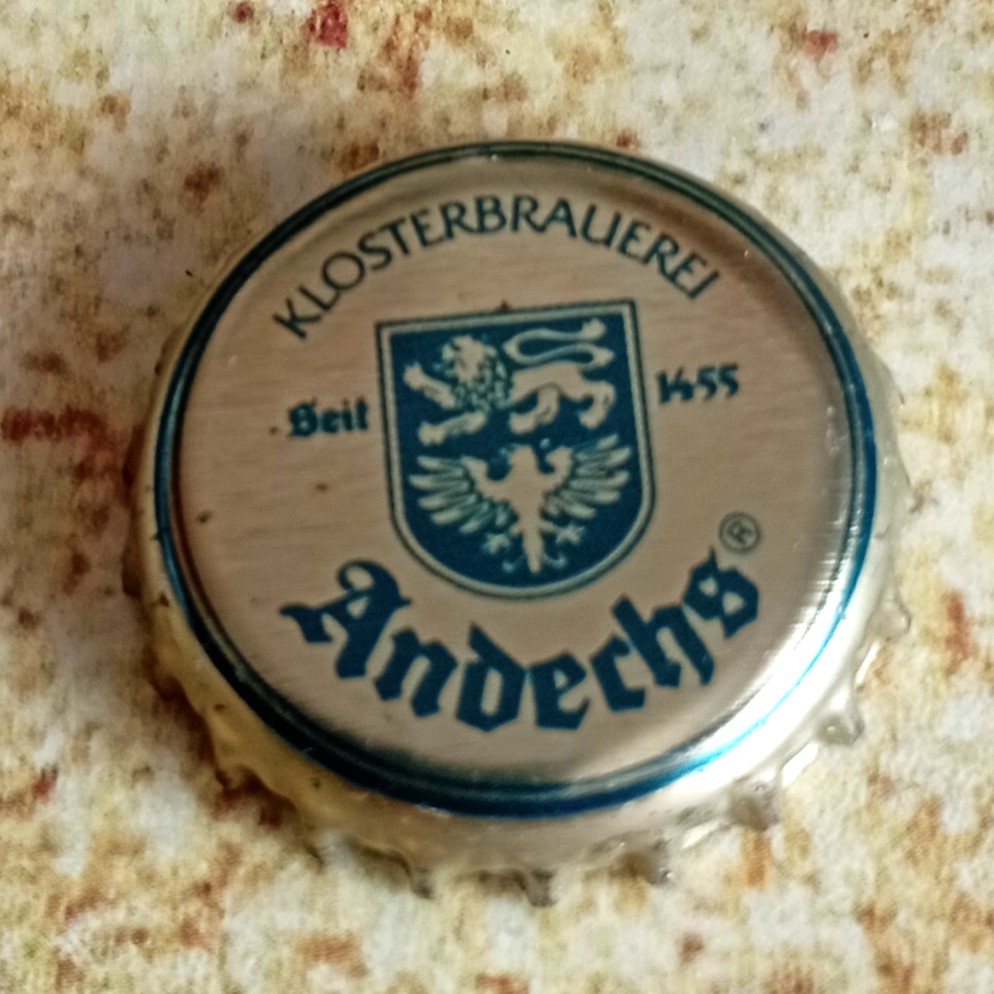 KLOSTERBRAUEREI
Seit 1455
Andechs®